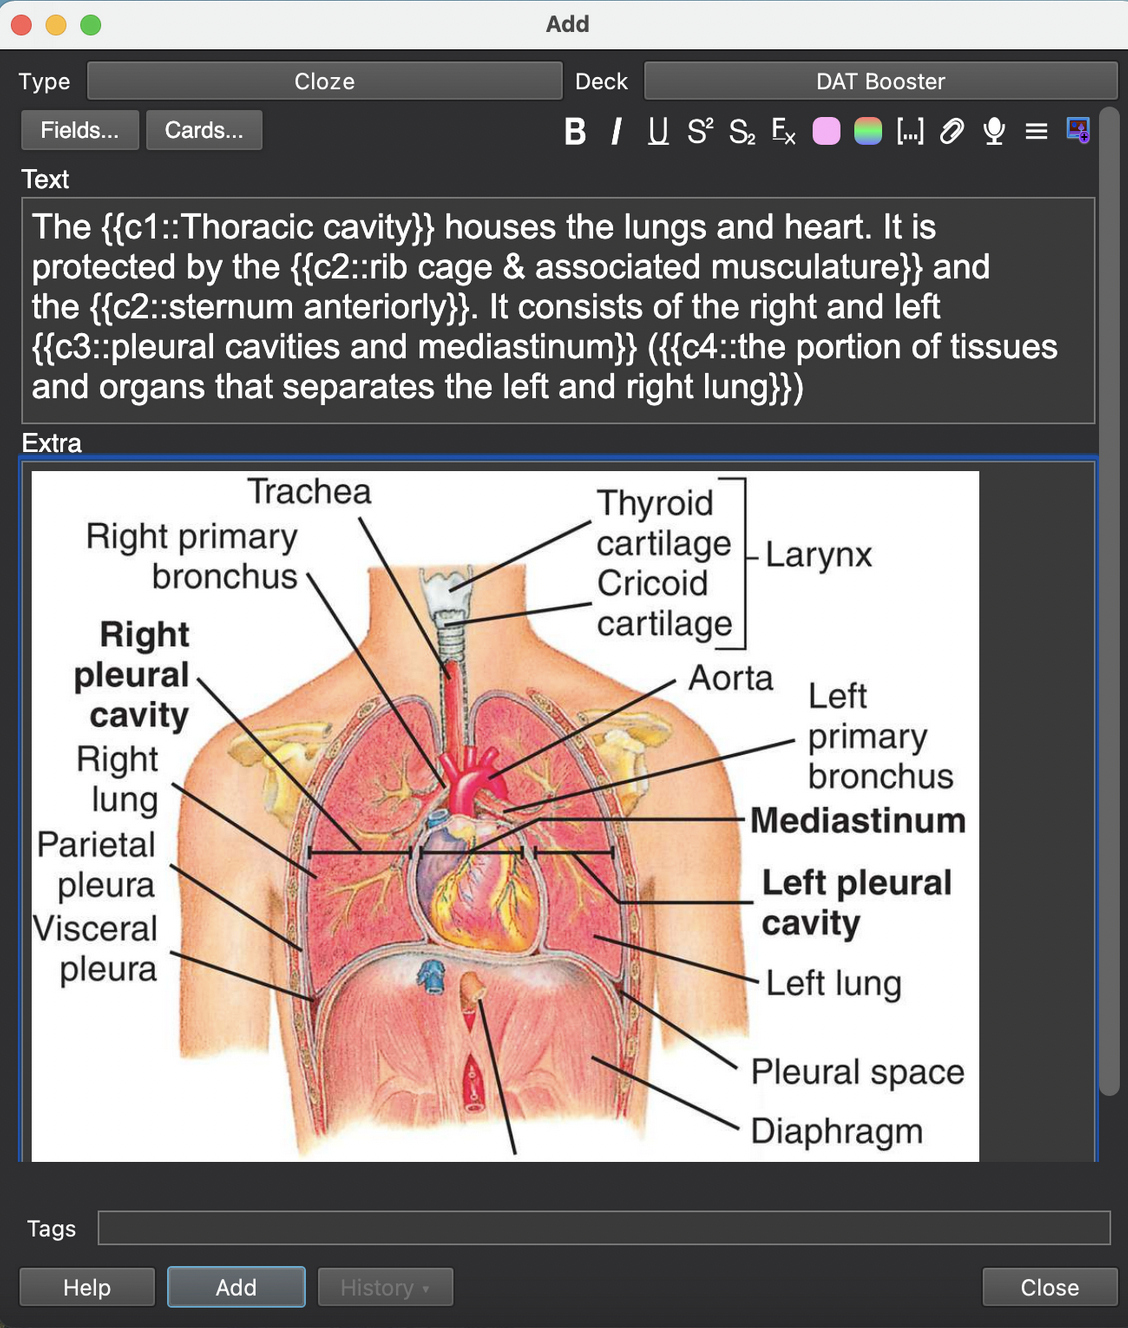 Add
Type Cloze Deck DAT Booster
Fields... Cards... B I U S² S₂ Ex [...]
Text
The {{c1::Thoracic cavity}} houses the lungs and heart. It is
protected by the {{c2::rib cage & associated musculature}} and
the {{c2::sternum anteriorly}}. It consists of the right and left
{{c3::pleural cavities and mediastinum}} ({{c4::the portion of tissues
and organs that separates the left and right lung}})
Extra
Trachea
Right primary
bronchus
Right
pleural
cavity
Right
lung
Parietal
pleura
Visceral
pleura
Thyroid
cartilage
Cricoid
cartilage
Larynx
Aorta
Left
primary
bronchus
Mediastinum
Left pleural
cavity
Left lung
Pleural space
Diaphragm
Tags
Help Add History Close